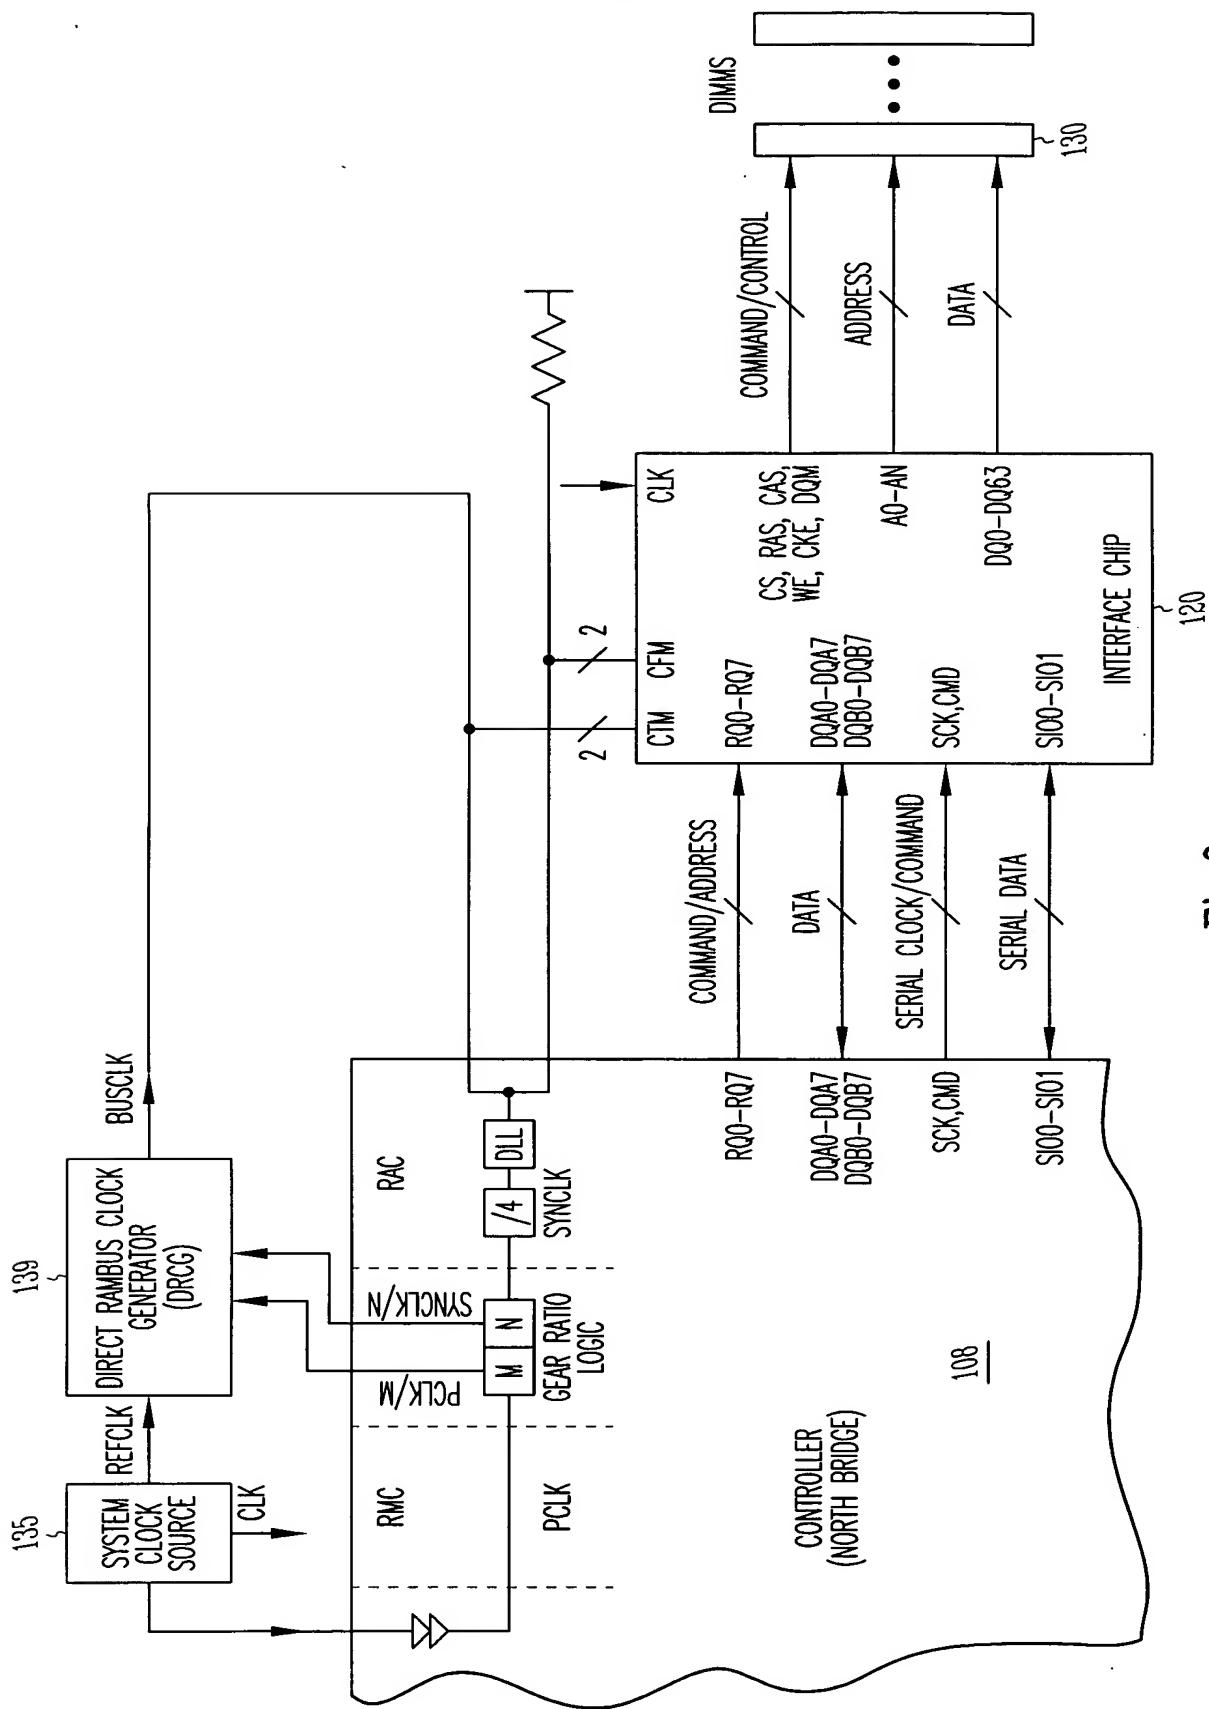 139
135
DIRECT RAMBUS CLOCK
GENERATOR
(DRCG)
BUSCLK
REFCLK
SYSTEM
CLOCK
SOURCE
CLK
RMC
RAC
PCLK/M
SYNCLK/N
M
N
/4
DLL
PCLK
GEAR RATIO
LOGIC
SYNCLK
CONTROLLER
(NORTH BRIDGE)
108
RQ0-RQ7
DQA0-DQA7
DQB0-DQB7
SCK,CMD
SIO0-SIO1
COMMAND/ADDRESS
DATA
SERIAL CLOCK/COMMAND
SERIAL DATA
2
2
CTM
CFM
CLK
RQ0-RQ7
DQA0-DQA7
DQB0-DQB7
SCK,CMD
SIO0-SIO1
CS, RAS, CAS,
WE, CKE, DQM
A0-AN
DQ0-DQ63
INTERFACE CHIP
120
COMMAND/CONTROL
ADDRESS
DATA
DIMMS
130